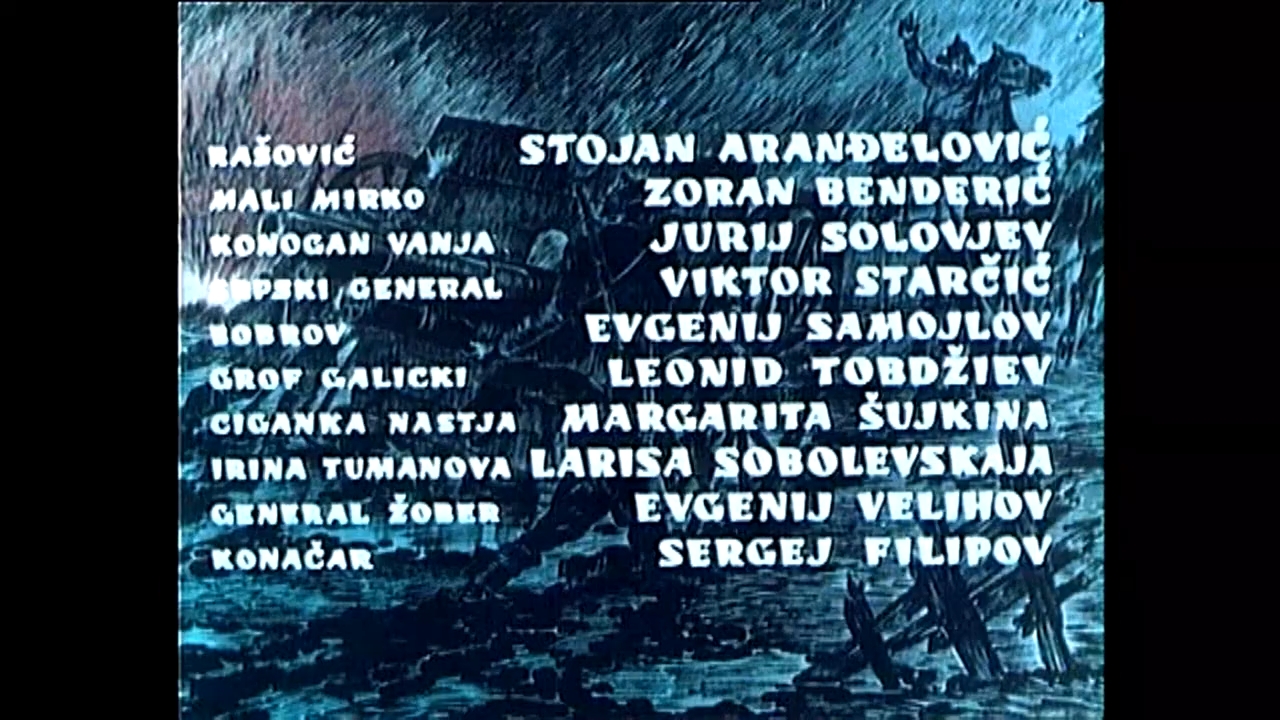 RAŠOVIĆ STOJAN ARANĐELOVIĆ
MALI MIRKO ZORAN BENDERIĆ
KONOGAN VANJA JURIJ SOLOVJEV
SRPSKI GENERAL VIKTOR STARČIĆ
BOBROV EVGENIJ SAMOJLOV
GROF GALICKI LEONID TOBDŽIEV
CIGANKA NASTJA MARGARITA ŠUJKINA
IRINA TUMANOVA LARISA SOBOLEVSKAJA
GENERAL ŽOBER EVGENIJ VELIHOV
KONAČAR SERGEJ FILIPOV